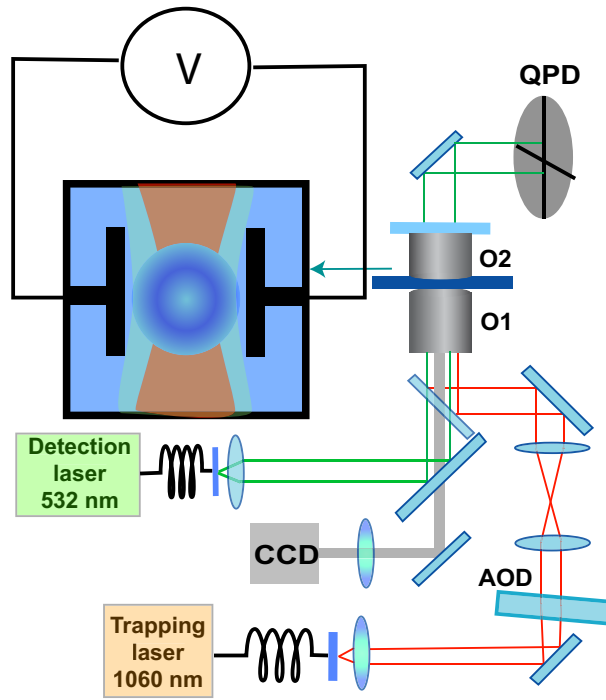 V
QPD
O2
O1
Detection
laser
532 nm
CCD
AOD
Trapping
laser
1060 nm